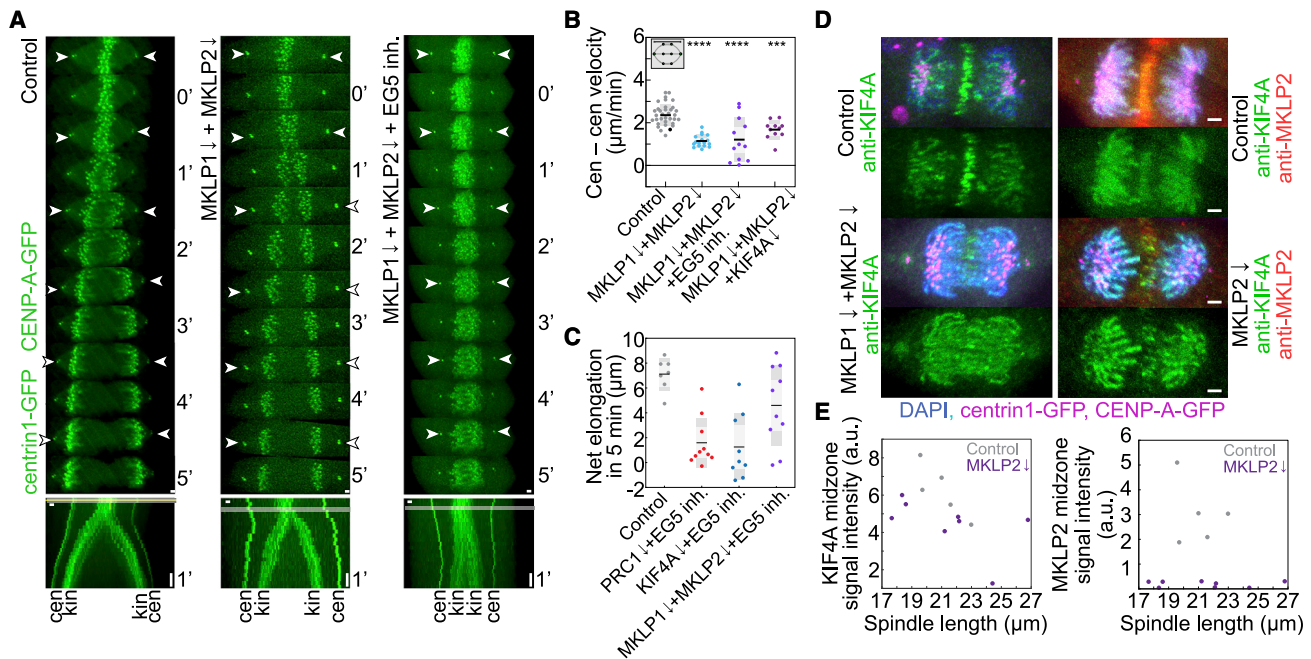 A
Control
centrin1-GFP CENP-A-GFP
0’
1’
2’
3’
4’
5’
1’
cen
kin
kin
cen
MKLP1↓ + MKLP2↓
0’
1’
2’
3’
4’
5’
1’
cen
kin
kin
cen
MKLP1↓ + MKLP2↓ + EG5 inh.
0’
1’
2’
3’
4’
5’
1’
cen
kin
kin
cen
B
Cen – cen velocity
(µm/min)
6
4
2
0
**** **** ***
Control
MKLP1↓+MKLP2↓
MKLP1↓+MKLP2↓
+EG5 inh.
MKLP1↓+MKLP2↓
+KIF4A↓
C
Net elongation
in 5 min (µm)
10
8
6
4
2
0
-2
Control
PRC1↓+EG5 inh.
KIF4A↓+EG5 inh.
MKLP1↓+MKLP2↓+EG5 inh.
D
Control
anti-KIF4A
MKLP1↓+MKLP2↓
anti-KIF4A
Control
anti-KIF4A
anti-MKLP2
MKLP2↓
anti-KIF4A
anti-MKLP2
DAPI, centrin1-GFP, CENP-A-GFP
E
KIF4A midzone
signal intensity (a.u.)
8
6
4
2
Control
MKLP2↓
17 19 21 23 25 27
Spindle length (µm)
MKLP2 midzone
signal intensity
(a.u.)
6
5
4
3
2
1
0
Control
MKLP2↓
17 19 21 23 25 27
Spindle length (µm)